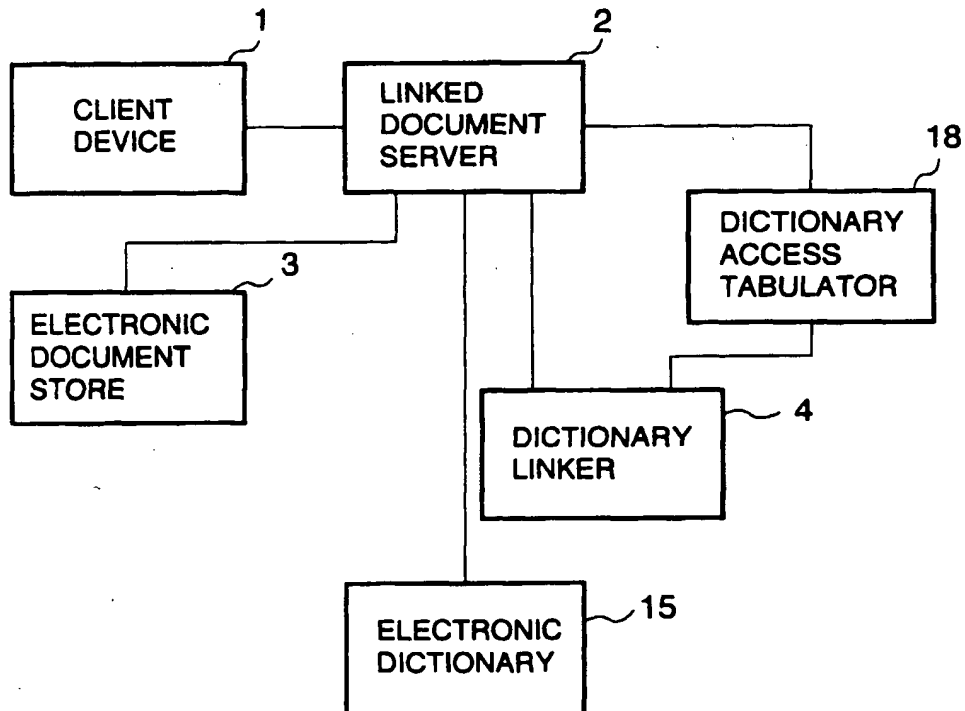 1
CLIENT
DEVICE
2
LINKED
DOCUMENT
SERVER
18
DICTIONARY
ACCESS
TABULATOR
3
ELECTRONIC
DOCUMENT
STORE
4
DICTIONARY
LINKER
15
ELECTRONIC
DICTIONARY